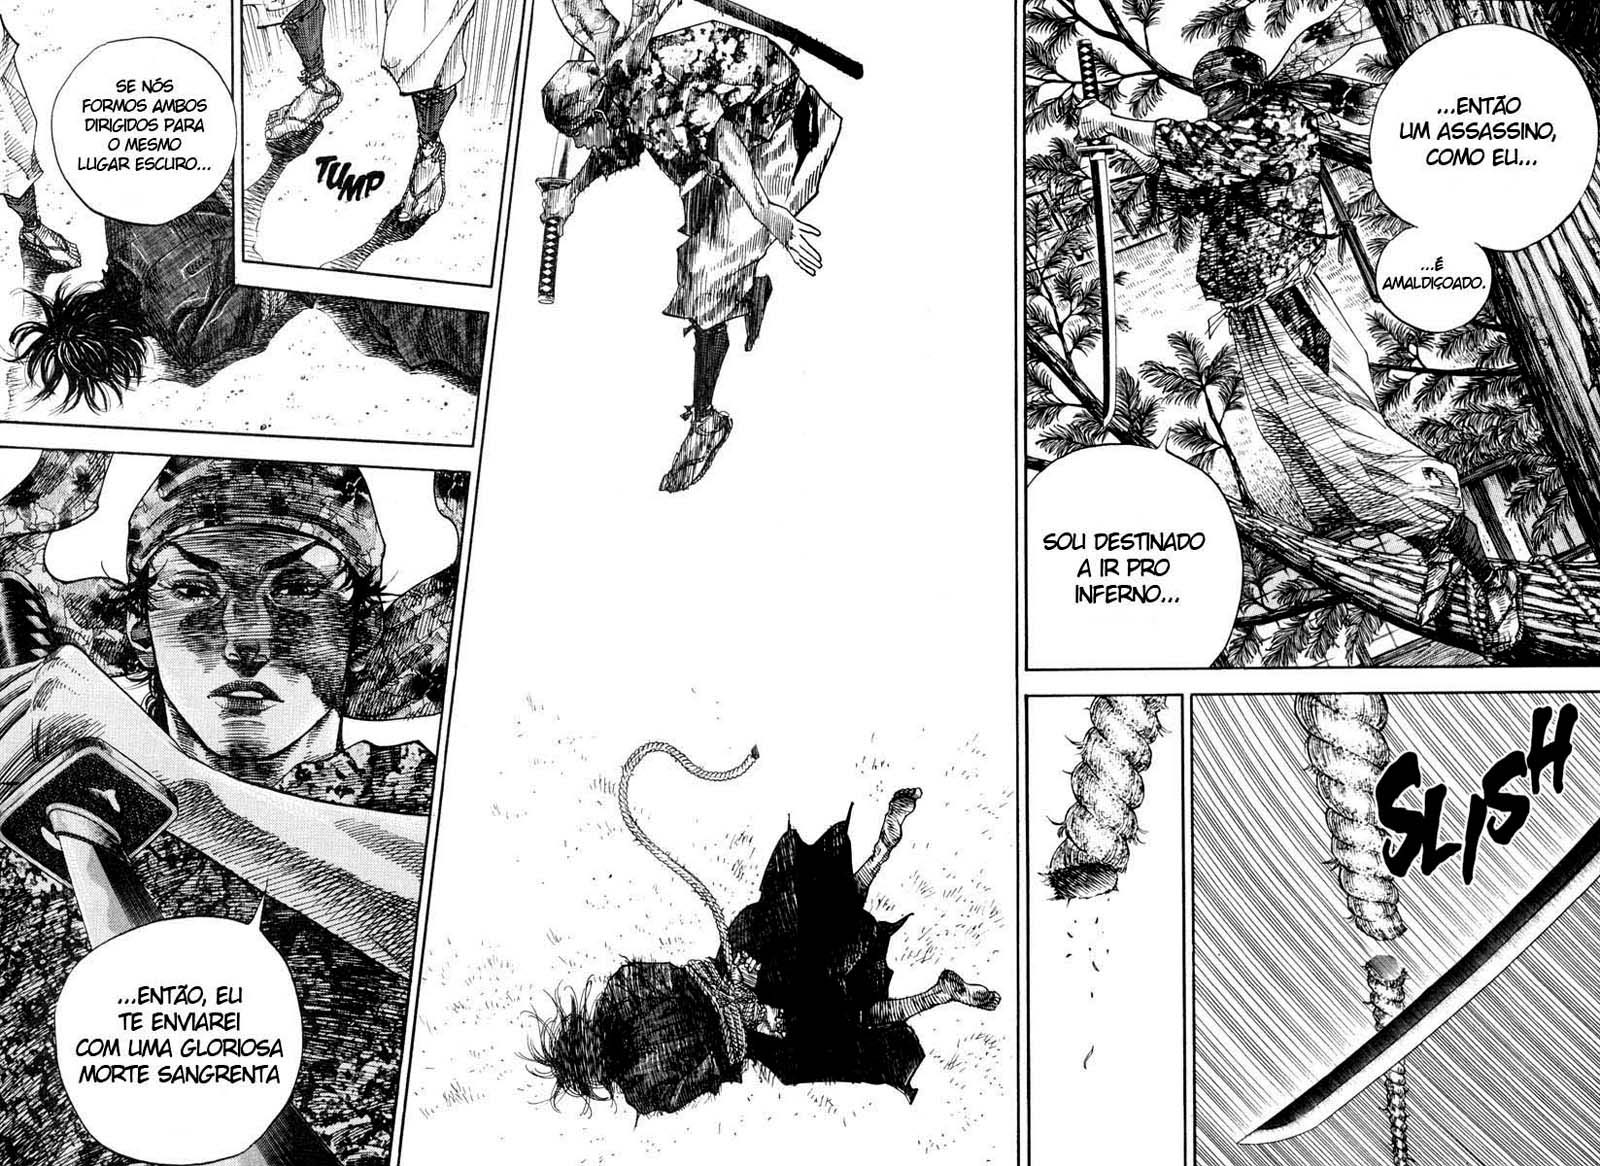 ...ENTÃO
UM ASSASSINO,
COMO EU...
...É
AMALDIÇOADO.
SOU DESTINADO
A IR PRO
INFERNO...
SLISH
TUMP
SE NÓS
FORMOS AMBOS
DIRIGIDOS PARA
O MESMO
LUGAR ESCURO...
...ENTÃO, EU
TE ENVIAREI
COM UMA GLORIOSA
MORTE SANGRENTA